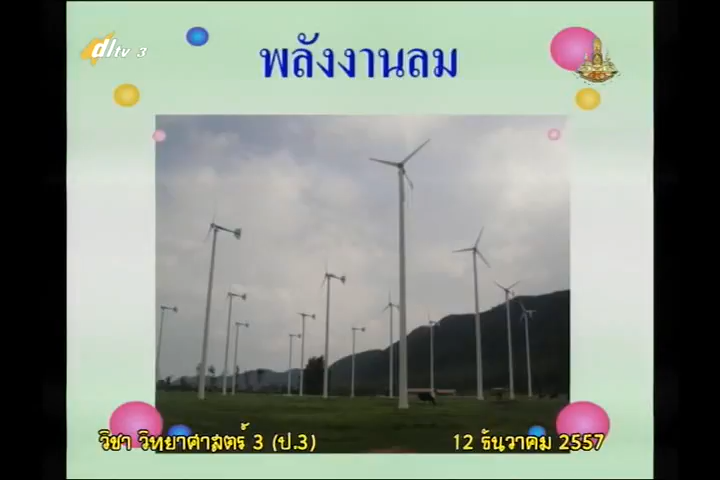 dltv 3
พลังงานลม
วิชา วิทยาศาสตร์ 3 (ป.3)
12 ธันวาคม 2557